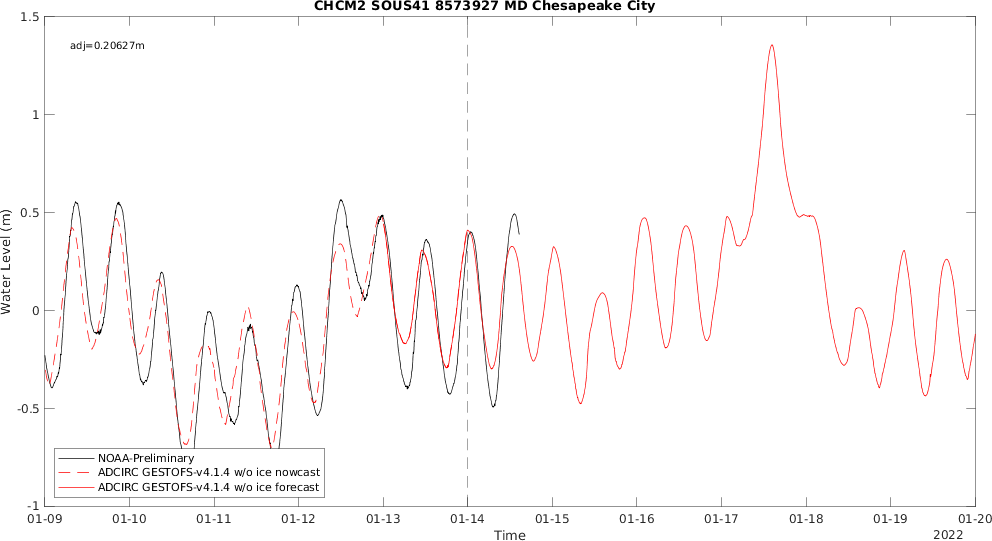 CHCM2 SOUS41 8573927 MD Chesapeake City
1.5
adj=0.20627m
1
0.5
0
-0.5
-1
Water Level (m)
NOAA-Preliminary
ADCIRC GESTOFS-v4.1.4 w/o ice nowcast
ADCIRC GESTOFS-v4.1.4 w/o ice forecast
01-09 01-10 01-11 01-12 01-13 01-14 01-15 01-16 01-17 01-18 01-19 01-20
Time
2022